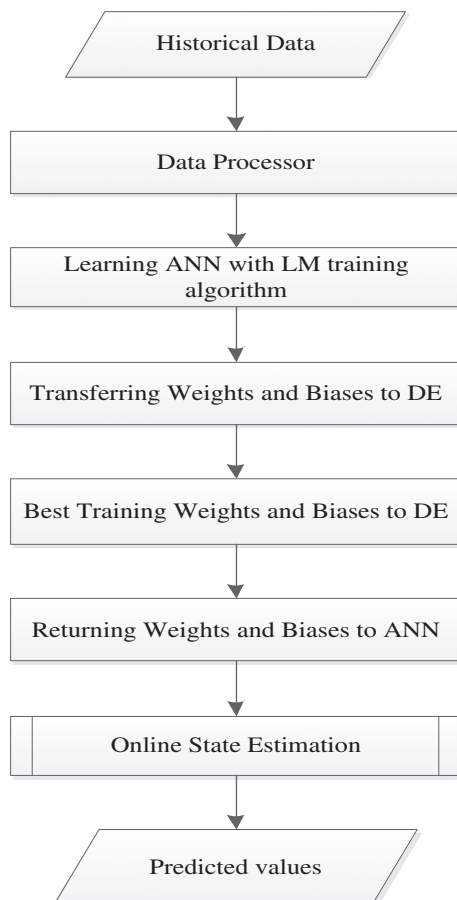 Historical Data
Data Processor
Learning ANN with LM training
algorithm
Transferring Weights and Biases to DE
Best Training Weights and Biases to DE
Returning Weights and Biases to ANN
Online State Estimation
Predicted values